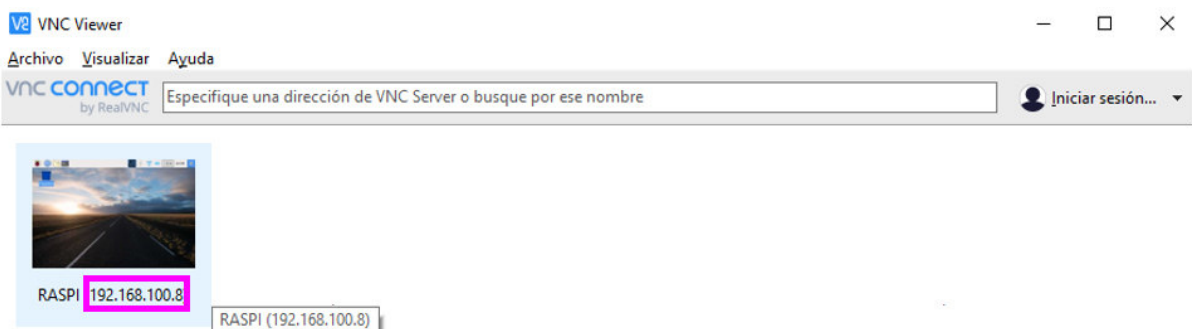 VNC Viewer
Archivo Visualizar Ayuda
vnc connect
by RealVNC
Especifique una dirección de VNC Server o busque por ese nombre
Iniciar sesión...
RASPI 192.168.100.8
RASPI (192.168.100.8)